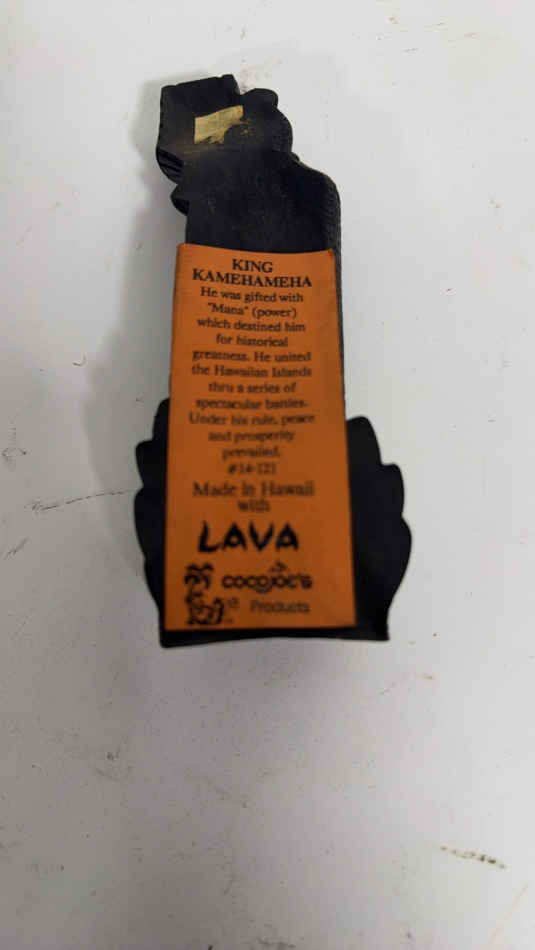 KING
KAMEHAMEHA
He was gifted with
"Mana" (power)
which destined him
for historical
greatness. He united
the Hawaiian Islands
thru a series of
spectacular battles.
Under his rule, peace
and prosperity
prevailed.
#14-121
Made in Hawaii
with
LAVA
COCOJOE'S
Products